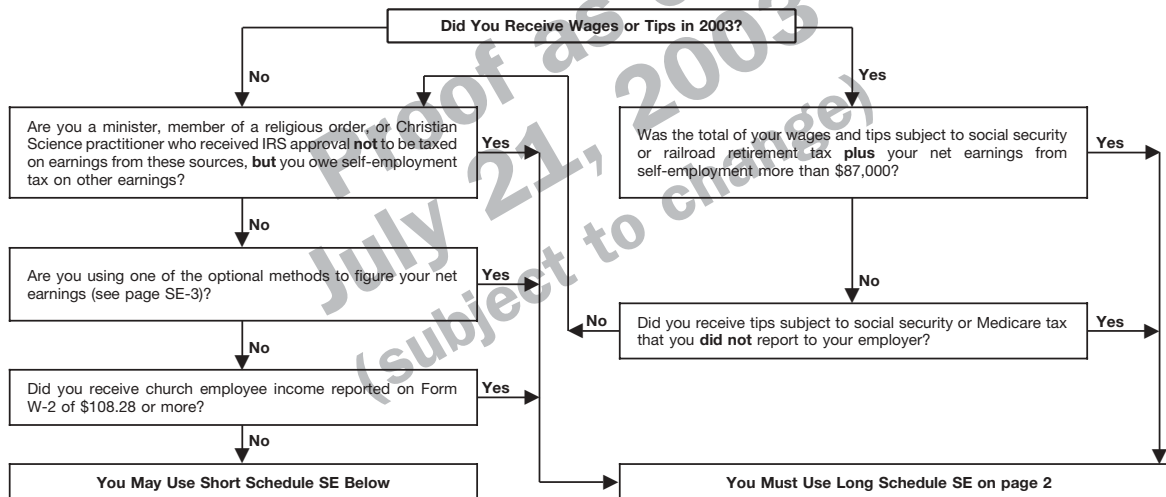 Did You Receive Wages or Tips in 2003?
No
Yes
Are you a minister, member of a religious order, or Christian
Science practitioner who received IRS approval not to be taxed
on earnings from these sources, but you owe self-employment
tax on other earnings?
Yes
Was the total of your wages and tips subject to social security
or railroad retirement tax plus your net earnings from
self-employment more than $87,000?
Yes
No
No
Are you using one of the optional methods to figure your net
earnings (see page SE-3)?
Yes
No
Did you receive tips subject to social security or Medicare tax
that you did not report to your employer?
Yes
No
Did you receive church employee income reported on Form
W-2 of $108.28 or more?
Yes
No
You May Use Short Schedule SE Below
You Must Use Long Schedule SE on page 2
Proof as of
July 21, 2003
(subject to change)